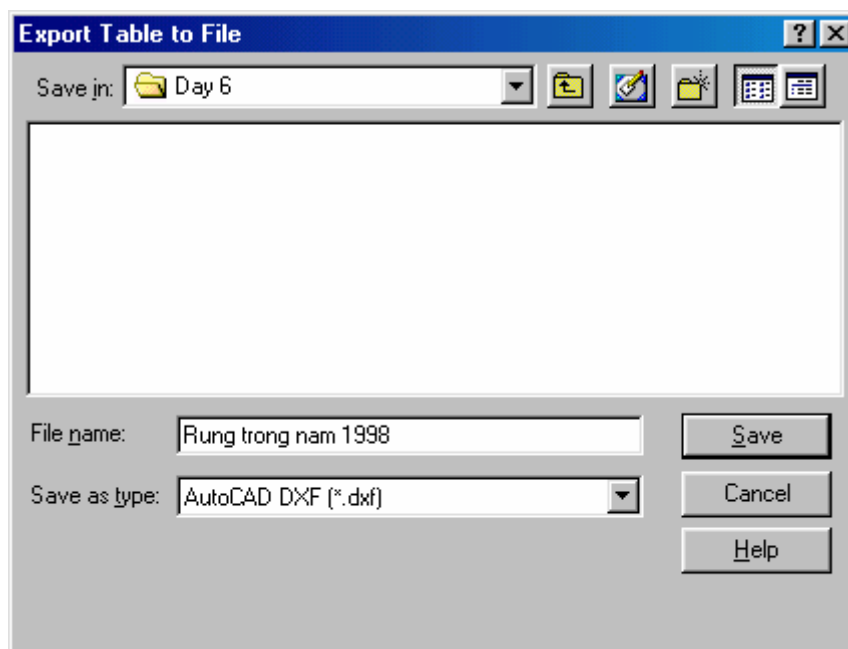 Export Table to File
Save in: Day 6
File name: Rung trong nam 1998 Save
Save as type: AutoCAD DXF (*.dxf) Cancel
Help